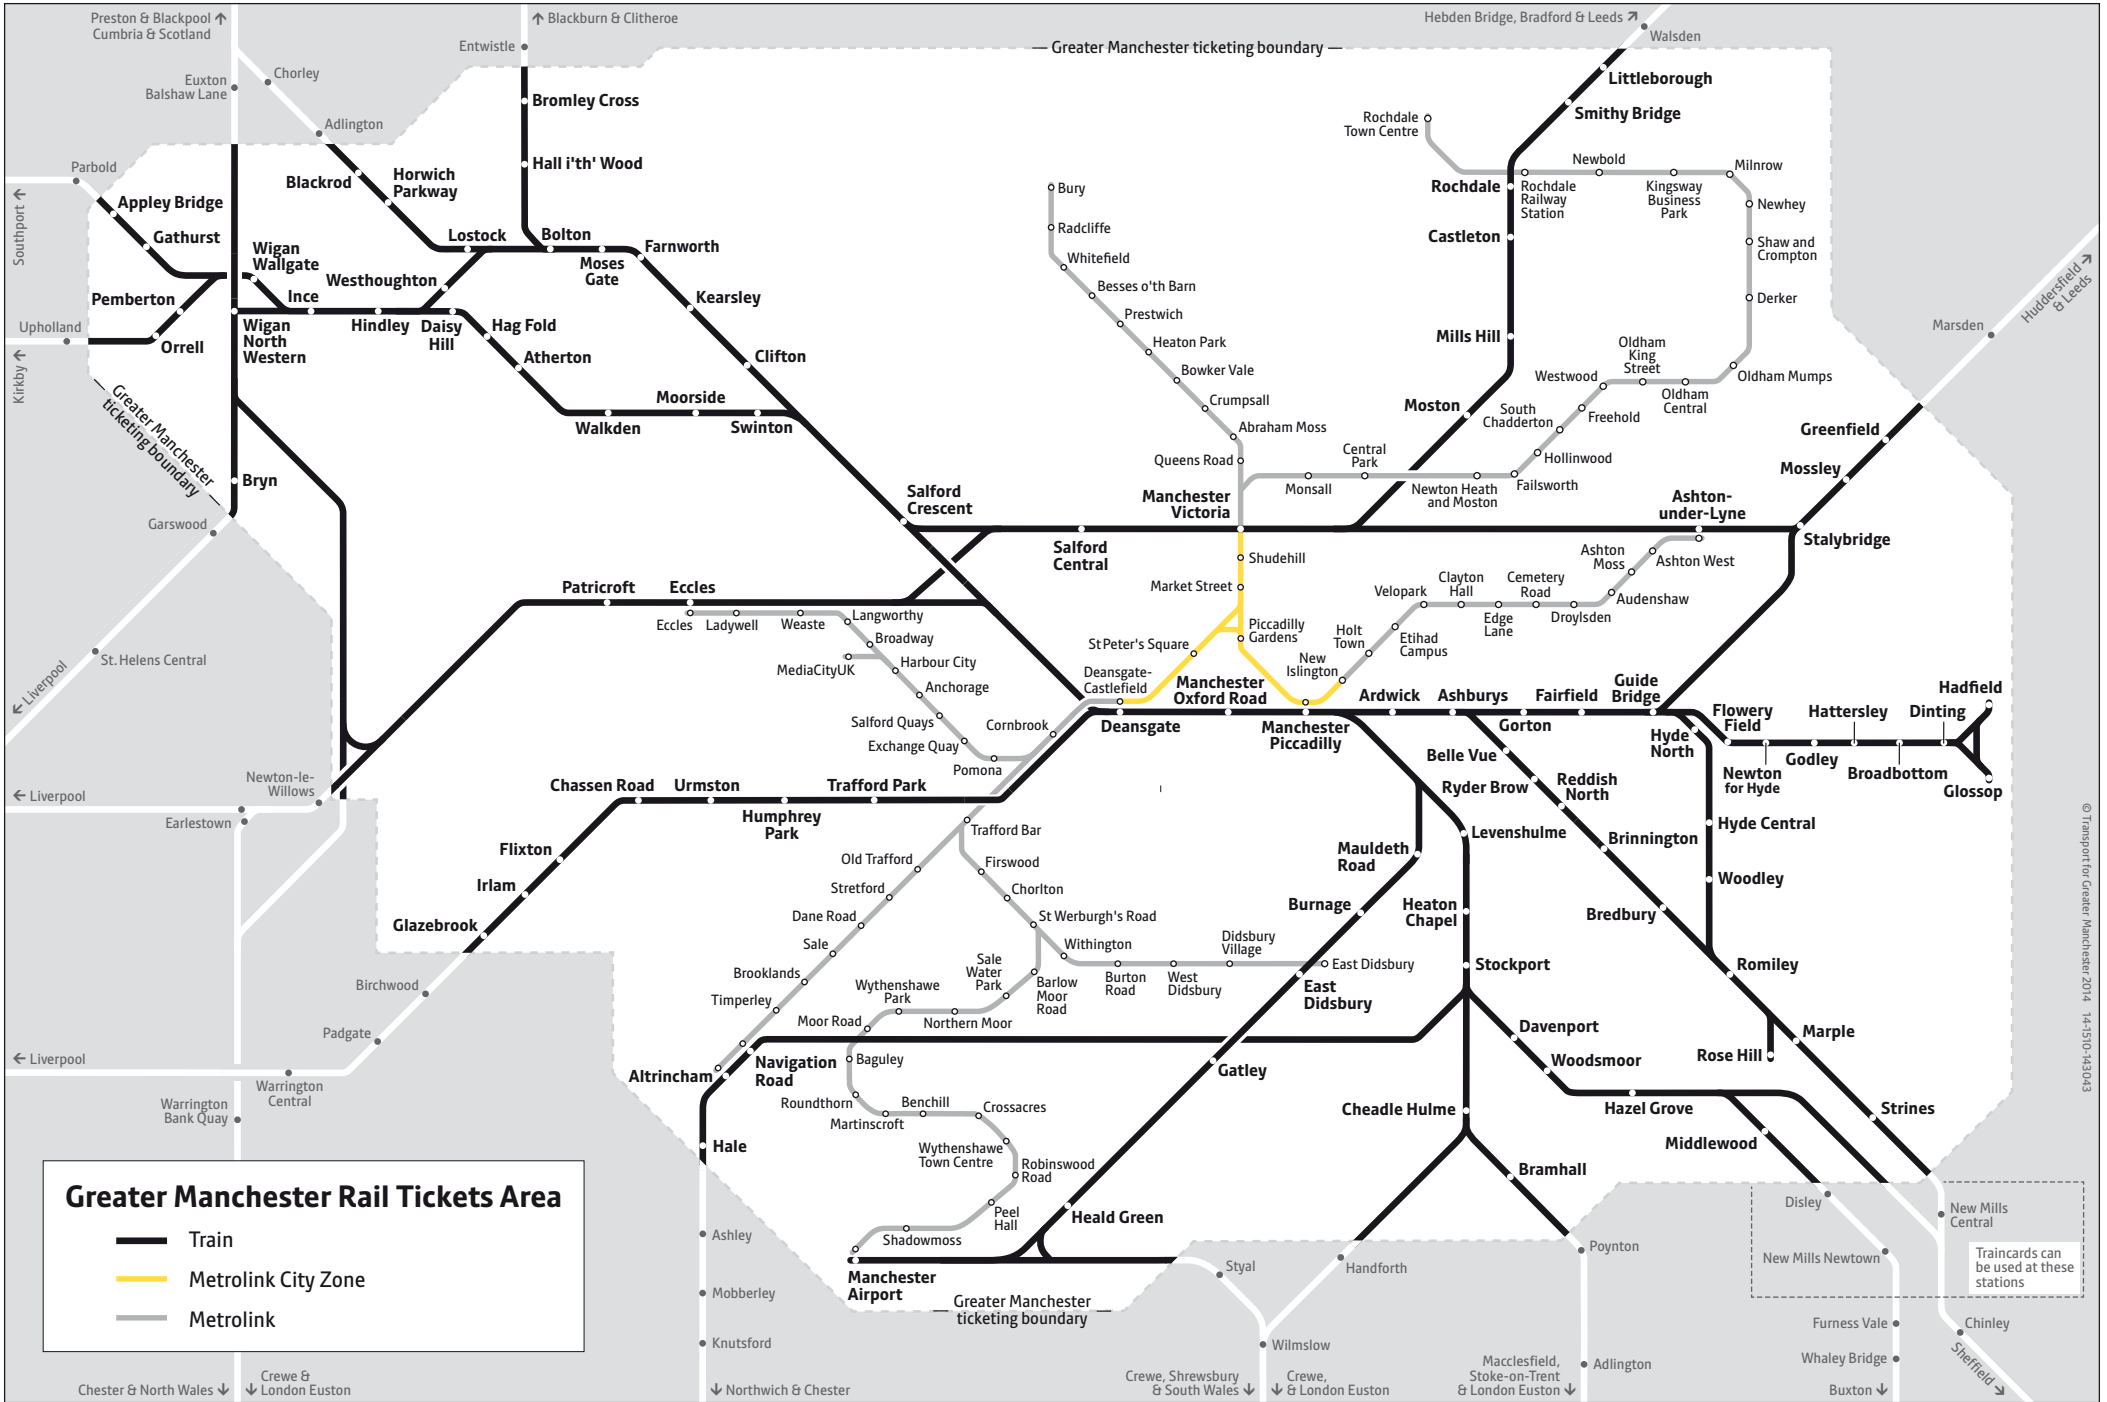 Preston & Blackpool ↑
Cumbria & Scotland
↑ Blackburn & Clitheroe
Hebden Bridge, Bradford & Leeds ↗
Walsden
Entwistle
— Greater Manchester ticketing boundary —
Euxton
Balshaw Lane
Chorley
Adlington
Parbold
Southport ←
Upholland
Kirkby ←
Bromley Cross
Hall i'th' Wood
Littleborough
Smithy Bridge
Rochdale
Town Centre
Newbold
Milnrow
Rochdale
Rochdale
Railway
Station
Kingsway
Business
Park
Newhey
Castleton
Shaw and
Crompton
Derker
Mills Hill
Oldham
King
Street
Westwood
Oldham Mumps
Oldham
Central
Moston
South
Chadderton
Freehold
Hollinwood
Failsworth
Newton Heath
and Moston
Central
Park
Monsall
Blackrod
Horwich
Parkway
Appley Bridge
Gathurst
Wigan
Wallgate
Lostock
Bolton
Moses
Gate
Farnworth
Westhoughton
Pemberton
Ince
Kearsley
Orrell
Wigan
North
Western
Hindley
Daisy
Hill
Hag Fold
Atherton
Clifton
Moorside
Walkden
Swinton
Greater Manchester
ticketing boundary
Bryn
Garswood
St. Helens Central
Liverpool
Bury
Radcliffe
Whitefield
Besses o'th Barn
Prestwich
Heaton Park
Bowker Vale
Crumpsall
Abraham Moss
Queens Road
Salford
Crescent
Manchester
Victoria
Salford
Central
Shudehill
Market Street
Piccadilly
Gardens
St Peter's Square
Deansgate-
Castlefield
Manchester
Oxford Road
New
Islington
Holt
Town
Etihad
Campus
Velopark
Clayton
Hall
Edge
Lane
Cemetery
Road
Droylsden
Audenshaw
Ashton
Moss
Ashton West
Ashton-
under-Lyne
Stalybridge
Mossley
Greenfield
Marsden
Huddersfield
& Leeds
Patricroft
Eccles
Eccles
Ladywell
Weaste
Langworthy
Broadway
MediaCityUK
Harbour City
Anchorage
Salford Quays
Exchange Quay
Pomona
Cornbrook
Deansgate
Manchester
Piccadilly
Ardwick
Ashburys
Gorton
Fairfield
Guide
Bridge
Hyde
North
Flowery
Field
Newton
for Hyde
Godley
Hattersley
Broadbottom
Dinting
Hadfield
Glossop
Belle Vue
Ryder Brow
Reddish
North
Brinnington
Hyde Central
Woodley
Bredbury
Romiley
Marple
Rose Hill
Strines
Levenshulme
Mauldeth
Road
Burnage
Heaton
Chapel
Stockport
East
Didsbury
Davenport
Woodsmoor
Hazel Grove
Middlewood
Gatley
Cheadle Hulme
Bramhall
Heald Green
Newton-le-
Willows
← Liverpool
Earlestown
Chassen Road
Urmston
Humphrey
Park
Trafford Park
Flixton
Irlam
Glazebrook
Birchwood
Padgate
← Liverpool
Warrington
Central
Warrington
Bank Quay
Trafford Bar
Old Trafford
Stretford
Dane Road
Sale
Brooklands
Timperley
Firswood
Chorlton
St Werburgh's Road
Withington
Burton
Road
West
Didsbury
Didsbury
Village
East Didsbury
Barlow
Moor
Road
Sale
Water
Park
Northern Moor
Wythenshawe
Park
Moor Road
Baguley
Roundthorn
Martinscroft
Benchill
Crossacres
Wythenshawe
Town Centre
Robinswood
Road
Peel
Hall
Shadowmoss
Manchester
Airport
Navigation
Road
Altrincham
Hale
Ashley
Mobberley
Knutsford
↓ Northwich & Chester
Greater Manchester
ticketing boundary
Styal
Handforth
Wilmslow
Poynton
Adlington
Crewe, Shrewsbury
& South Wales ↓
↓ Crewe,
& London Euston
Macclesfield,
Stoke-on-Trent
& London Euston ↓
Disley
New Mills Newtown
New Mills
Central
Traincards can
be used at these
stations
Furness Vale
Whaley Bridge
Buxton ↓
Chinley
Sheffield
Greater Manchester Rail Tickets Area
Train
Metrolink City Zone
Metrolink
Chester & North Wales ↓
↓ Crewe &
London Euston
© Transport for Greater Manchester 2014 14-1510-143043